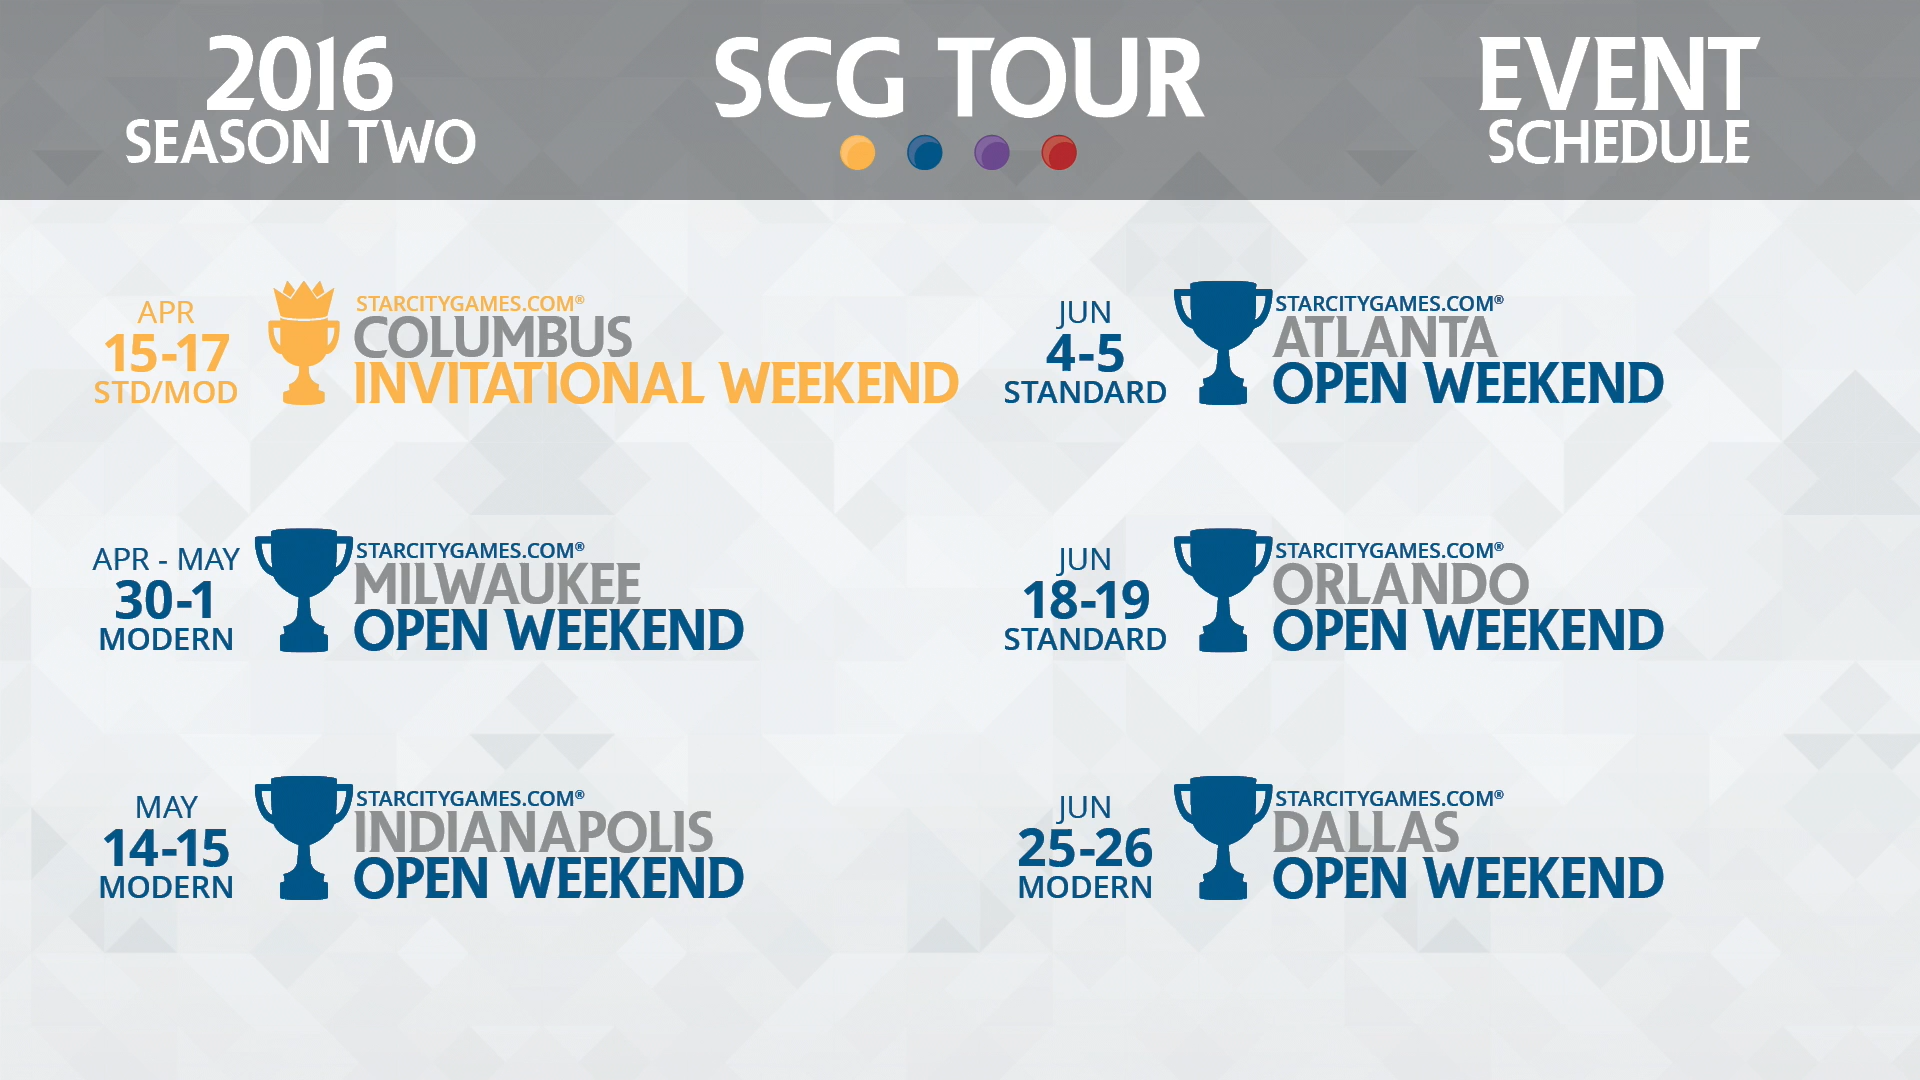 2016
SEASON TWO
SCG TOUR
EVENT
SCHEDULE
APR
15-17
STD/MOD
STARCITYGAMES.COM®
COLUMBUS
INVITATIONAL WEEKEND
APR - MAY
30-1
MODERN
STARCITYGAMES.COM®
MILWAUKEE
OPEN WEEKEND
MAY
14-15
MODERN
STARCITYGAMES.COM®
INDIANAPOLIS
OPEN WEEKEND
JUN
4-5
STANDARD
STARCITYGAMES.COM®
ATLANTA
OPEN WEEKEND
JUN
18-19
STANDARD
STARCITYGAMES.COM®
ORLANDO
OPEN WEEKEND
JUN
25-26
MODERN
STARCITYGAMES.COM®
DALLAS
OPEN WEEKEND